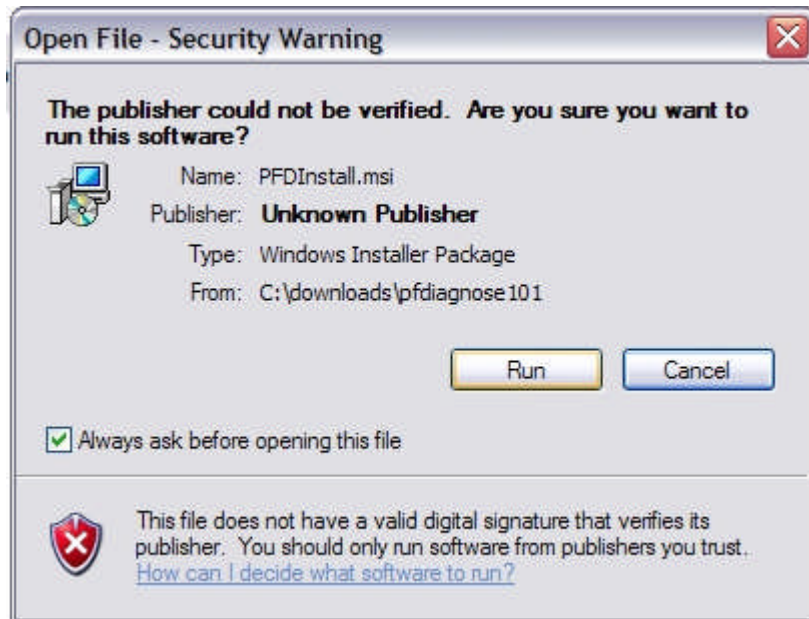 Open File - Security Warning
The publisher could not be verified. Are you sure you want to
run this software?
Name: PFDInstall.msi
Publisher: Unknown Publisher
Type: Windows Installer Package
From: C:\downloads\pfdiagnose101
Run Cancel
Always ask before opening this file
This file does not have a valid digital signature that verifies its
publisher. You should only run software from publishers you trust.
How can I decide what software to run?